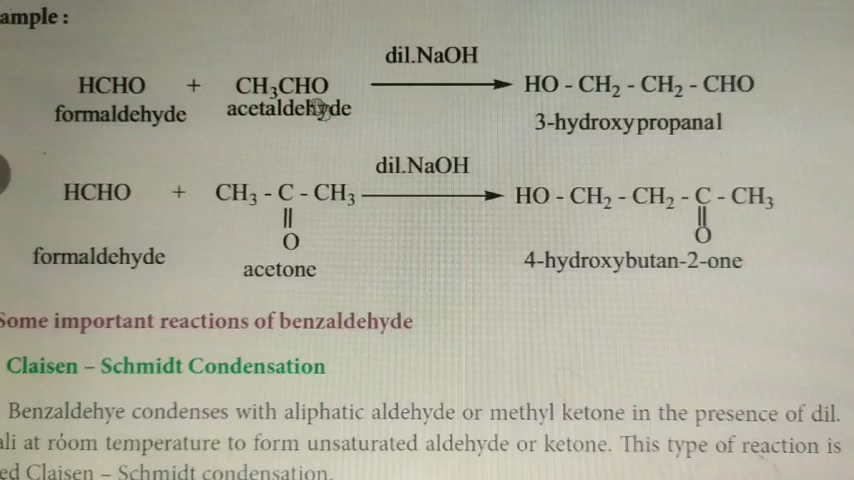 ample :
dil.NaOH
HCHO + CH₃CHO → HO - CH₂ - CH₂ - CHO
formaldehyde acetaldehyde 3-hydroxypropanal
dil.NaOH
HCHO + CH₃ - C - CH₃ → HO - CH₂ - CH₂ - C - CH₃
|| ||
O O
formaldehyde acetone 4-hydroxybutan-2-one
Some important reactions of benzaldehyde
Claisen – Schmidt Condensation
Benzaldehye condenses with aliphatic aldehyde or methyl ketone in the presence of dil.
ali at róom temperature to form unsaturated aldehyde or ketone. This type of reaction is
ed Claisen – Schmidt condensation.